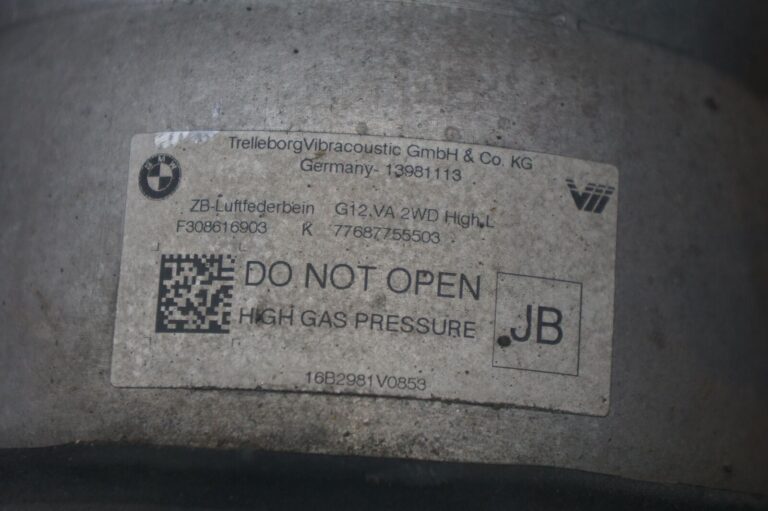 TrelleborgVibracoustic GmbH & Co. KG
Germany- 13981113
BMW
ZB-Luftfederbein G12.VA 2WD High.L
F308616903 K 77687755503
DO NOT OPEN
HIGH GAS PRESSURE
JB
16B2981V0853